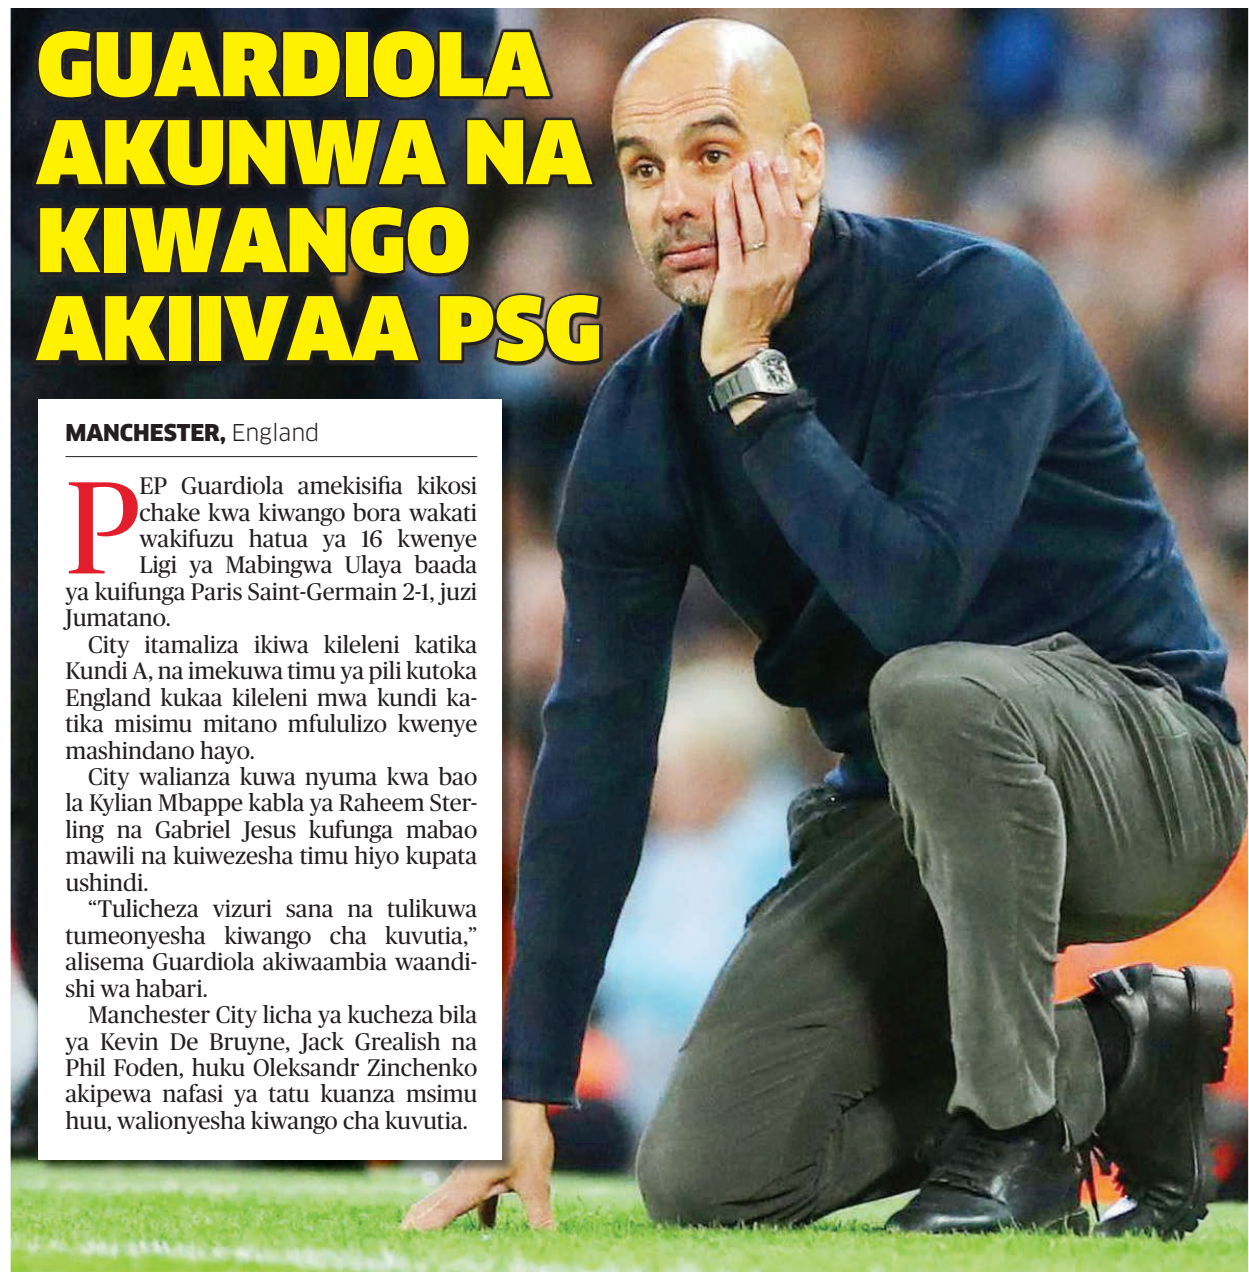 GUARDIOLA
AKUNWA NA
KIWANGO
AKIIVAA PSG
MANCHESTER, England
PEP Guardiola amekisifia kikosi
chake kwa kiwango bora wakati
wakifuzu hatua ya 16 kwenye
Ligi ya Mabingwa Ulaya baada
ya kuifunga Paris Saint-Germain 2-1, juzi
Jumatano.
City itamaliza ikiwa kileleni katika
Kundi A, na imekuwa timu ya pili kutoka
England kukaa kileleni mwa kundi ka-
tika misimu mitano mfululizo kwenye
mashindano hayo.
City walianza kuwa nyuma kwa bao
la Kylian Mbappe kabla ya Raheem Ster-
ling na Gabriel Jesus kufunga mabao
mawili na kuiwezesha timu hiyo kupata
ushindi.
“Tulicheza vizuri sana na tulikuwa
tumeonyesha kiwango cha kuvutia,”
alisema Guardiola akiwaambia waandi-
shi wa habari.
Manchester City licha ya kucheza bila
ya Kevin De Bruyne, Jack Grealish na
Phil Foden, huku Oleksandr Zinchenko
akipewa nafasi ya tatu kuanza msimu
huu, walionyesha kiwango cha kuvutia.